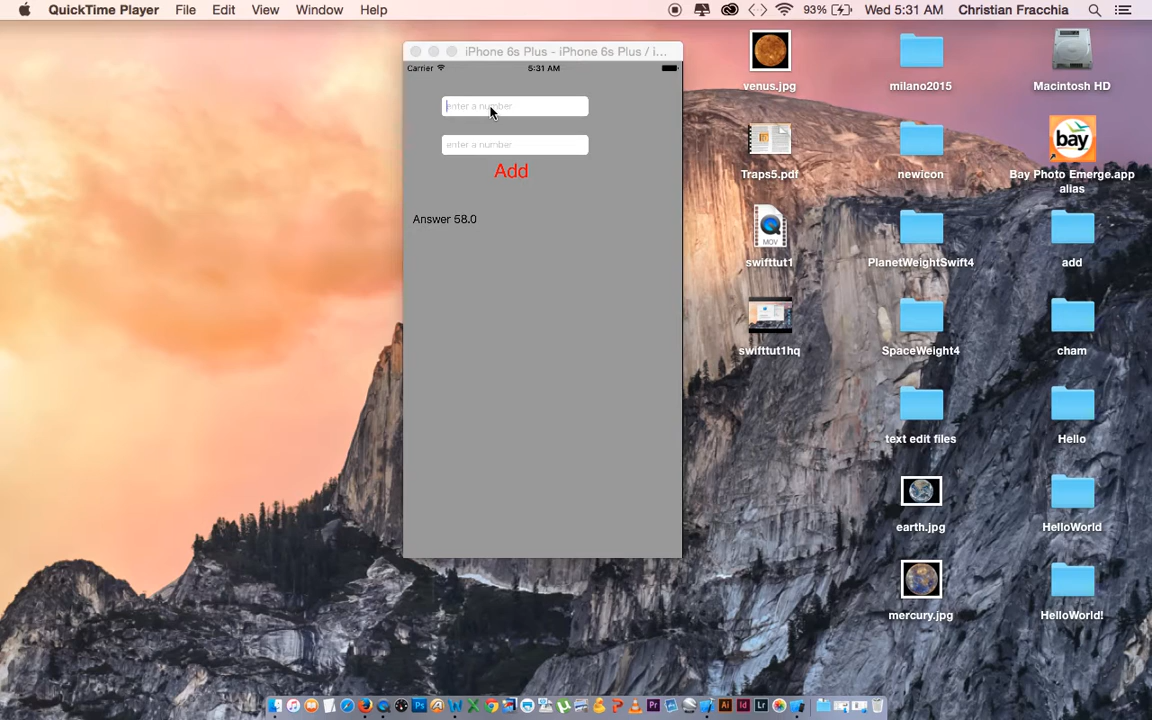 QuickTime Player File Edit View Window Help 93% Wed 5:31 AM Christian Fracchia
iPhone 6s Plus - iPhone 6s Plus / i...
Carrier 5:31 AM
enter a number
enter a number
Add
Answer 58.0
venus.jpg
milano2015
Macintosh HD
bay
Traps5.pdf
newicon
Bay Photo Emerge.app
alias
MOV
swifttut1
PlanetWeightSwift4
add
swifttut1hq
SpaceWeight4
cham
text edit files
Hello
earth.jpg
HelloWorld
mercury.jpg
HelloWorld!